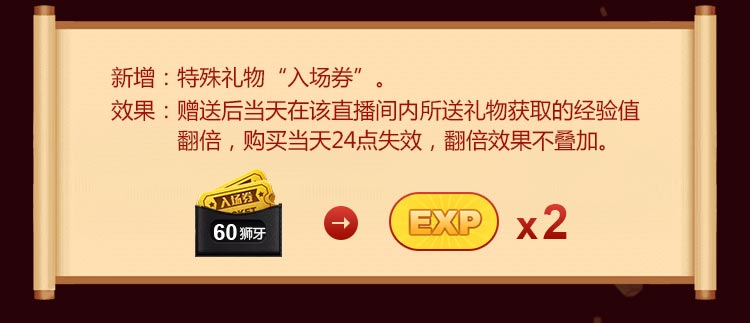 新增：特殊礼物“入场券”。
效果：赠送后当天在该直播间内所送礼物获取的经验值
翻倍，购买当天24点失效，翻倍效果不叠加。
入场券
60狮牙
EXP
x2